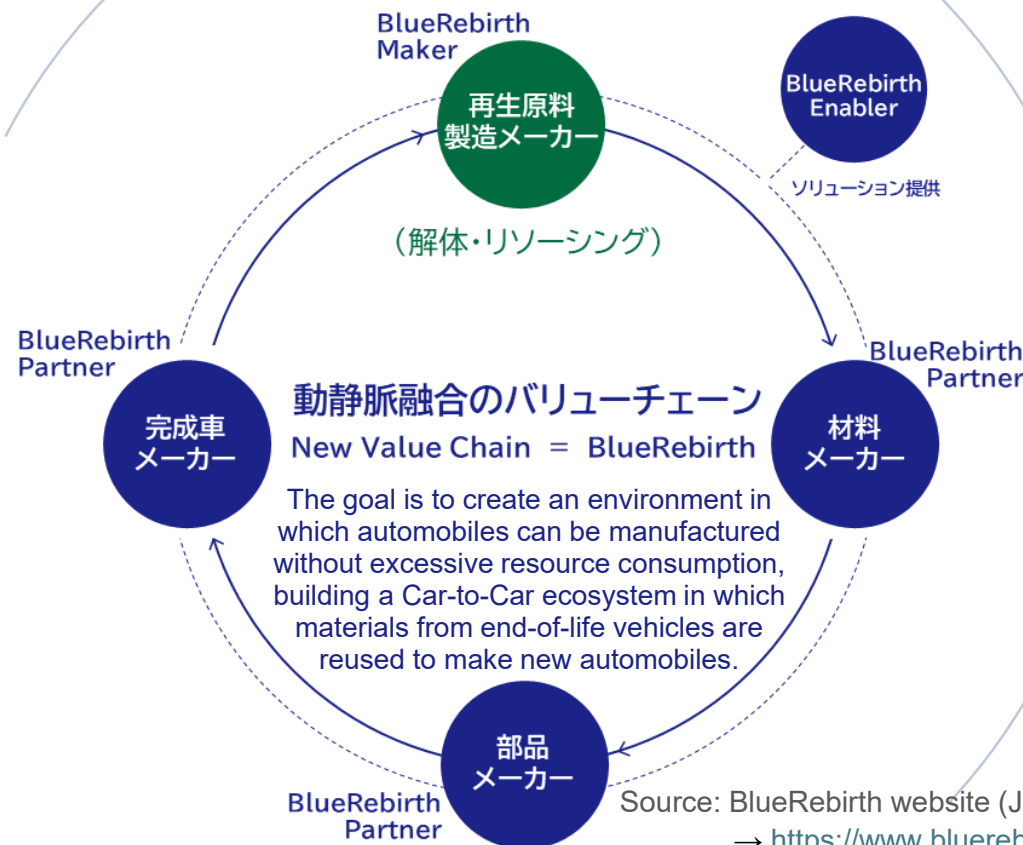 BlueRebirth
Maker
再生原料
製造メーカー
（解体・リソーシング）
BlueRebirth
Enabler
ソリューション提供
BlueRebirth
Partner
完成車
メーカー
BlueRebirth
Partner
材料
メーカー
動静脈融合のバリューチェーン
New Value Chain = BlueRebirth
The goal is to create an environment in
which automobiles can be manufactured
without excessive resource consumption,
building a Car-to-Car ecosystem in which
materials from end-of-life vehicles are
reused to make new automobiles.
部品
メーカー
BlueRebirth
Partner
Source: BlueRebirth website (J
→ https://www.bluereb